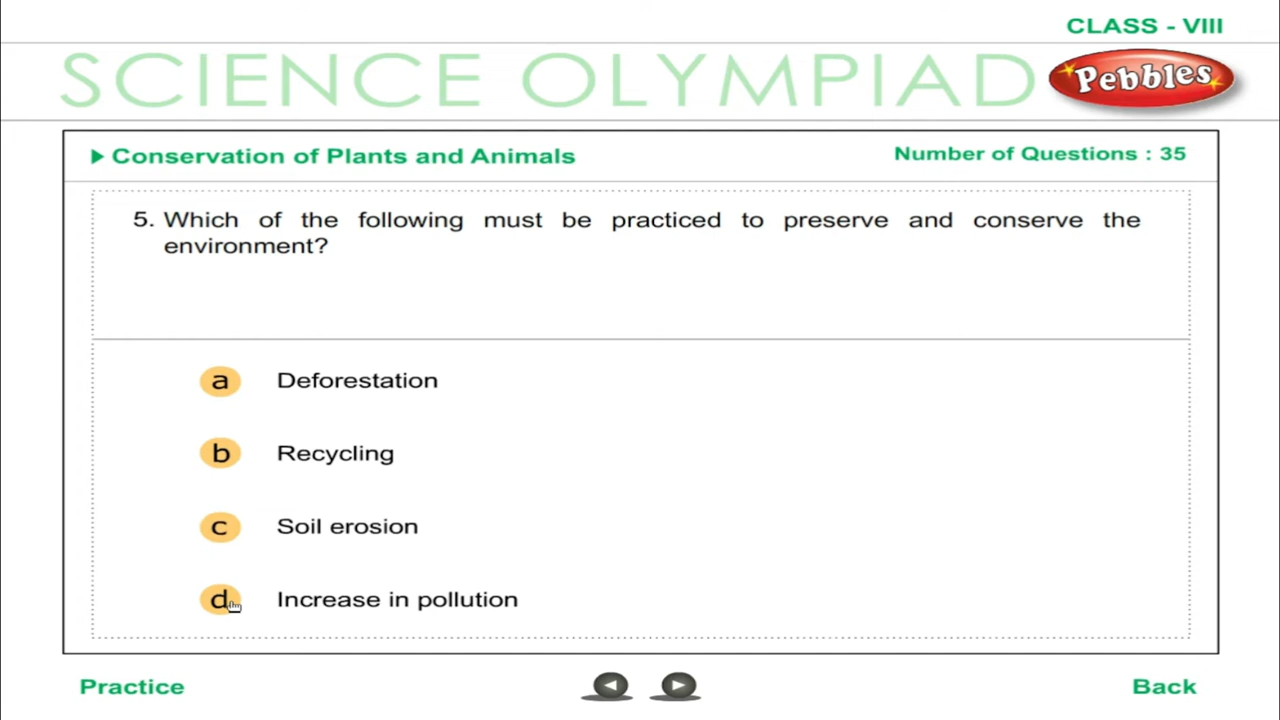 CLASS - VIII
SCIENCE OLYMPIAD
Pebbles
Conservation of Plants and Animals
Number of Questions : 35
5. Which of the following must be practiced to preserve and conserve the
environment?
a Deforestation
b Recycling
c Soil erosion
d Increase in pollution
Practice
Back